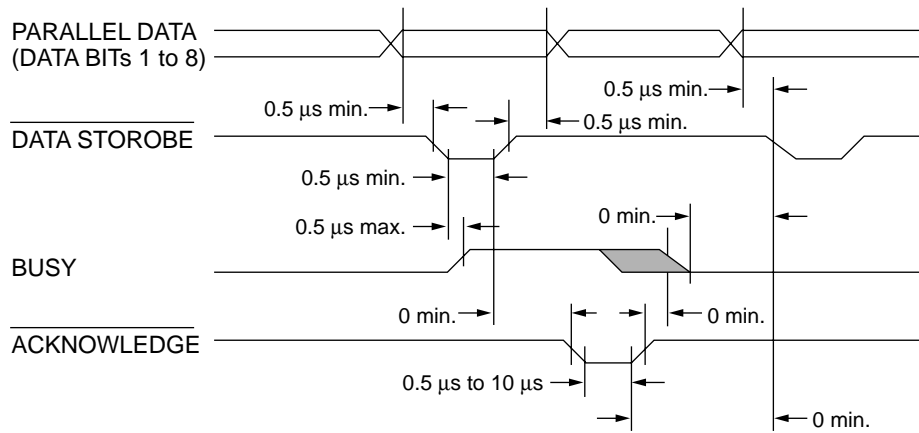 PARALLEL DATA
(DATA BITs 1 to 8)
0.5 µs min.
0.5 µs min.
0.5 µs min.
DATA STOROBE
0.5 µs min.
0.5 µs max.
0 min.
BUSY
0 min.
0 min.
ACKNOWLEDGE
0.5 µs to 10 µs
0 min.